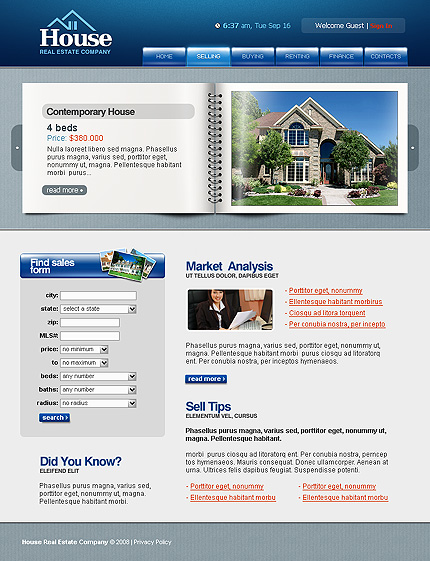 House
REAL ESTATE COMPANY
6:37 am, Tue Sep 16
Welcome Guest | Sign In
HOME
SELLING
BUYING
RENTING
FINANCE
CONTACTS
Contemporary House
4 beds
Price: $380.000
Nulla laoreet libero sed magna. Phasellus
purus magna, varius sed, porttitor eget,
nonummy ut, magna. Pellentesque habitant
morbi purus...
read more
Find sales
form
city:
state: select a state
zip:
MLS#:
price: no minimum
to no maximum
beds: any number
baths: any number
radius: no radius
search
Did You Know?
ELEIFEND ELIT
Phasellus purus magna, varius sed,
porttitor eget, nonummy ut, magna.
Pellentesque habitant morbi.
Market Analysis
UT TELLUS DOLOR, DAPIBUS EGET
- Porttitor eget, nonummy
- Ellentesque habitant morbirus
- Ciosqu ad litora torquent
- Per conubia nostra, per incepto
Phasellus purus magna, varius sed, porttitor eget, nonummy ut,
magna. Pellentesque habitant morbi purus ciosqu ad litoratorq
ent. Per conubia nostra, per inceptos hymenaeos.
read more
Sell Tips
ELEMENTUM VEL, CURSUS
Phasellus purus magna, varius sed, porttitor eget, nonummy ut,
magna. Pellentesque habitant.
morbi purus ciosqu ad litoratorq ent. Per conubia nostra, perncep
tos hymenaeos. Mauris consequat. Donec ullamcorper. Aenean at
urna. Ultrices felis dapibus feugiat. Suspendisse potenti.
- Porttitor eget, nonummy
- Ellentesque habitant morbu
- Porttitor eget, nonummy
- Ellentesque habitant morbu
House Real Estate Company © 2008 | Privacy Policy